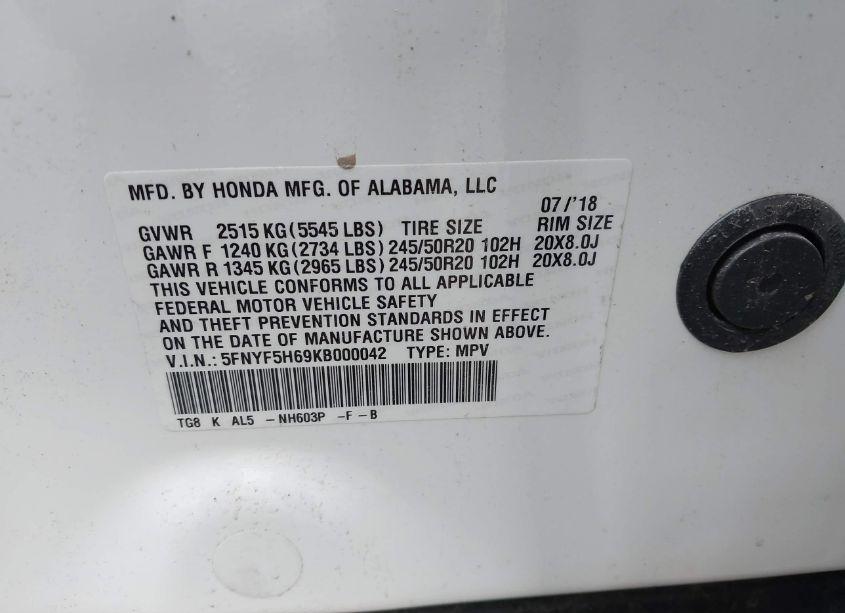 MFD. BY HONDA MFG. OF ALABAMA, LLC
07/'18
GVWR 2515 KG (5545 LBS) TIRE SIZE RIM SIZE
GAWR F 1240 KG (2734 LBS) 245/50R20 102H 20X8.0J
GAWR R 1345 KG (2965 LBS) 245/50R20 102H 20X8.0J
THIS VEHICLE CONFORMS TO ALL APPLICABLE
FEDERAL MOTOR VEHICLE SAFETY
AND THEFT PREVENTION STANDARDS IN EFFECT
ON THE DATE OF MANUFACTURE SHOWN ABOVE.
V.I.N.: 5FNYF5H69KB000042 TYPE: MPV
TG8 K AL5 -NH603P -F -B